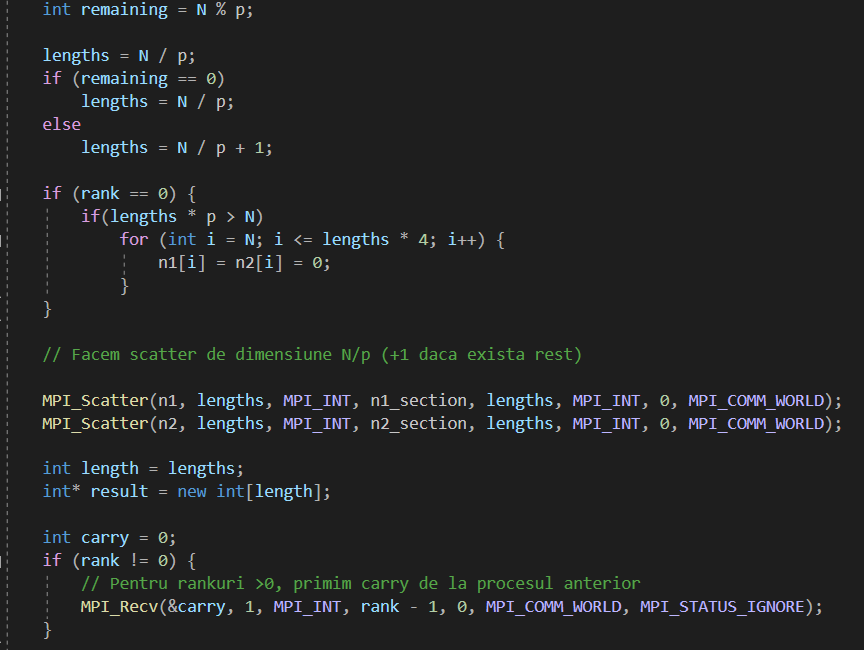 int remaining = N % p;
lengths = N / p;
if (remaining == 0)
lengths = N / p;
else
lengths = N / p + 1;
if (rank == 0) {
if(lengths * p > N)
for (int i = N; i <= lengths * 4; i++) {
n1[i] = n2[i] = 0;
}
}
// Facem scatter de dimensiune N/p (+1 daca exista rest)
MPI_Scatter(n1, lengths, MPI_INT, n1_section, lengths, MPI_INT, 0, MPI_COMM_WORLD);
MPI_Scatter(n2, lengths, MPI_INT, n2_section, lengths, MPI_INT, 0, MPI_COMM_WORLD);
int length = lengths;
int* result = new int[length];
int carry = 0;
if (rank != 0) {
// Pentru rankuri >0, primim carry de la procesul anterior
MPI_Recv(&carry, 1, MPI_INT, rank - 1, 0, MPI_COMM_WORLD, MPI_STATUS_IGNORE);
}